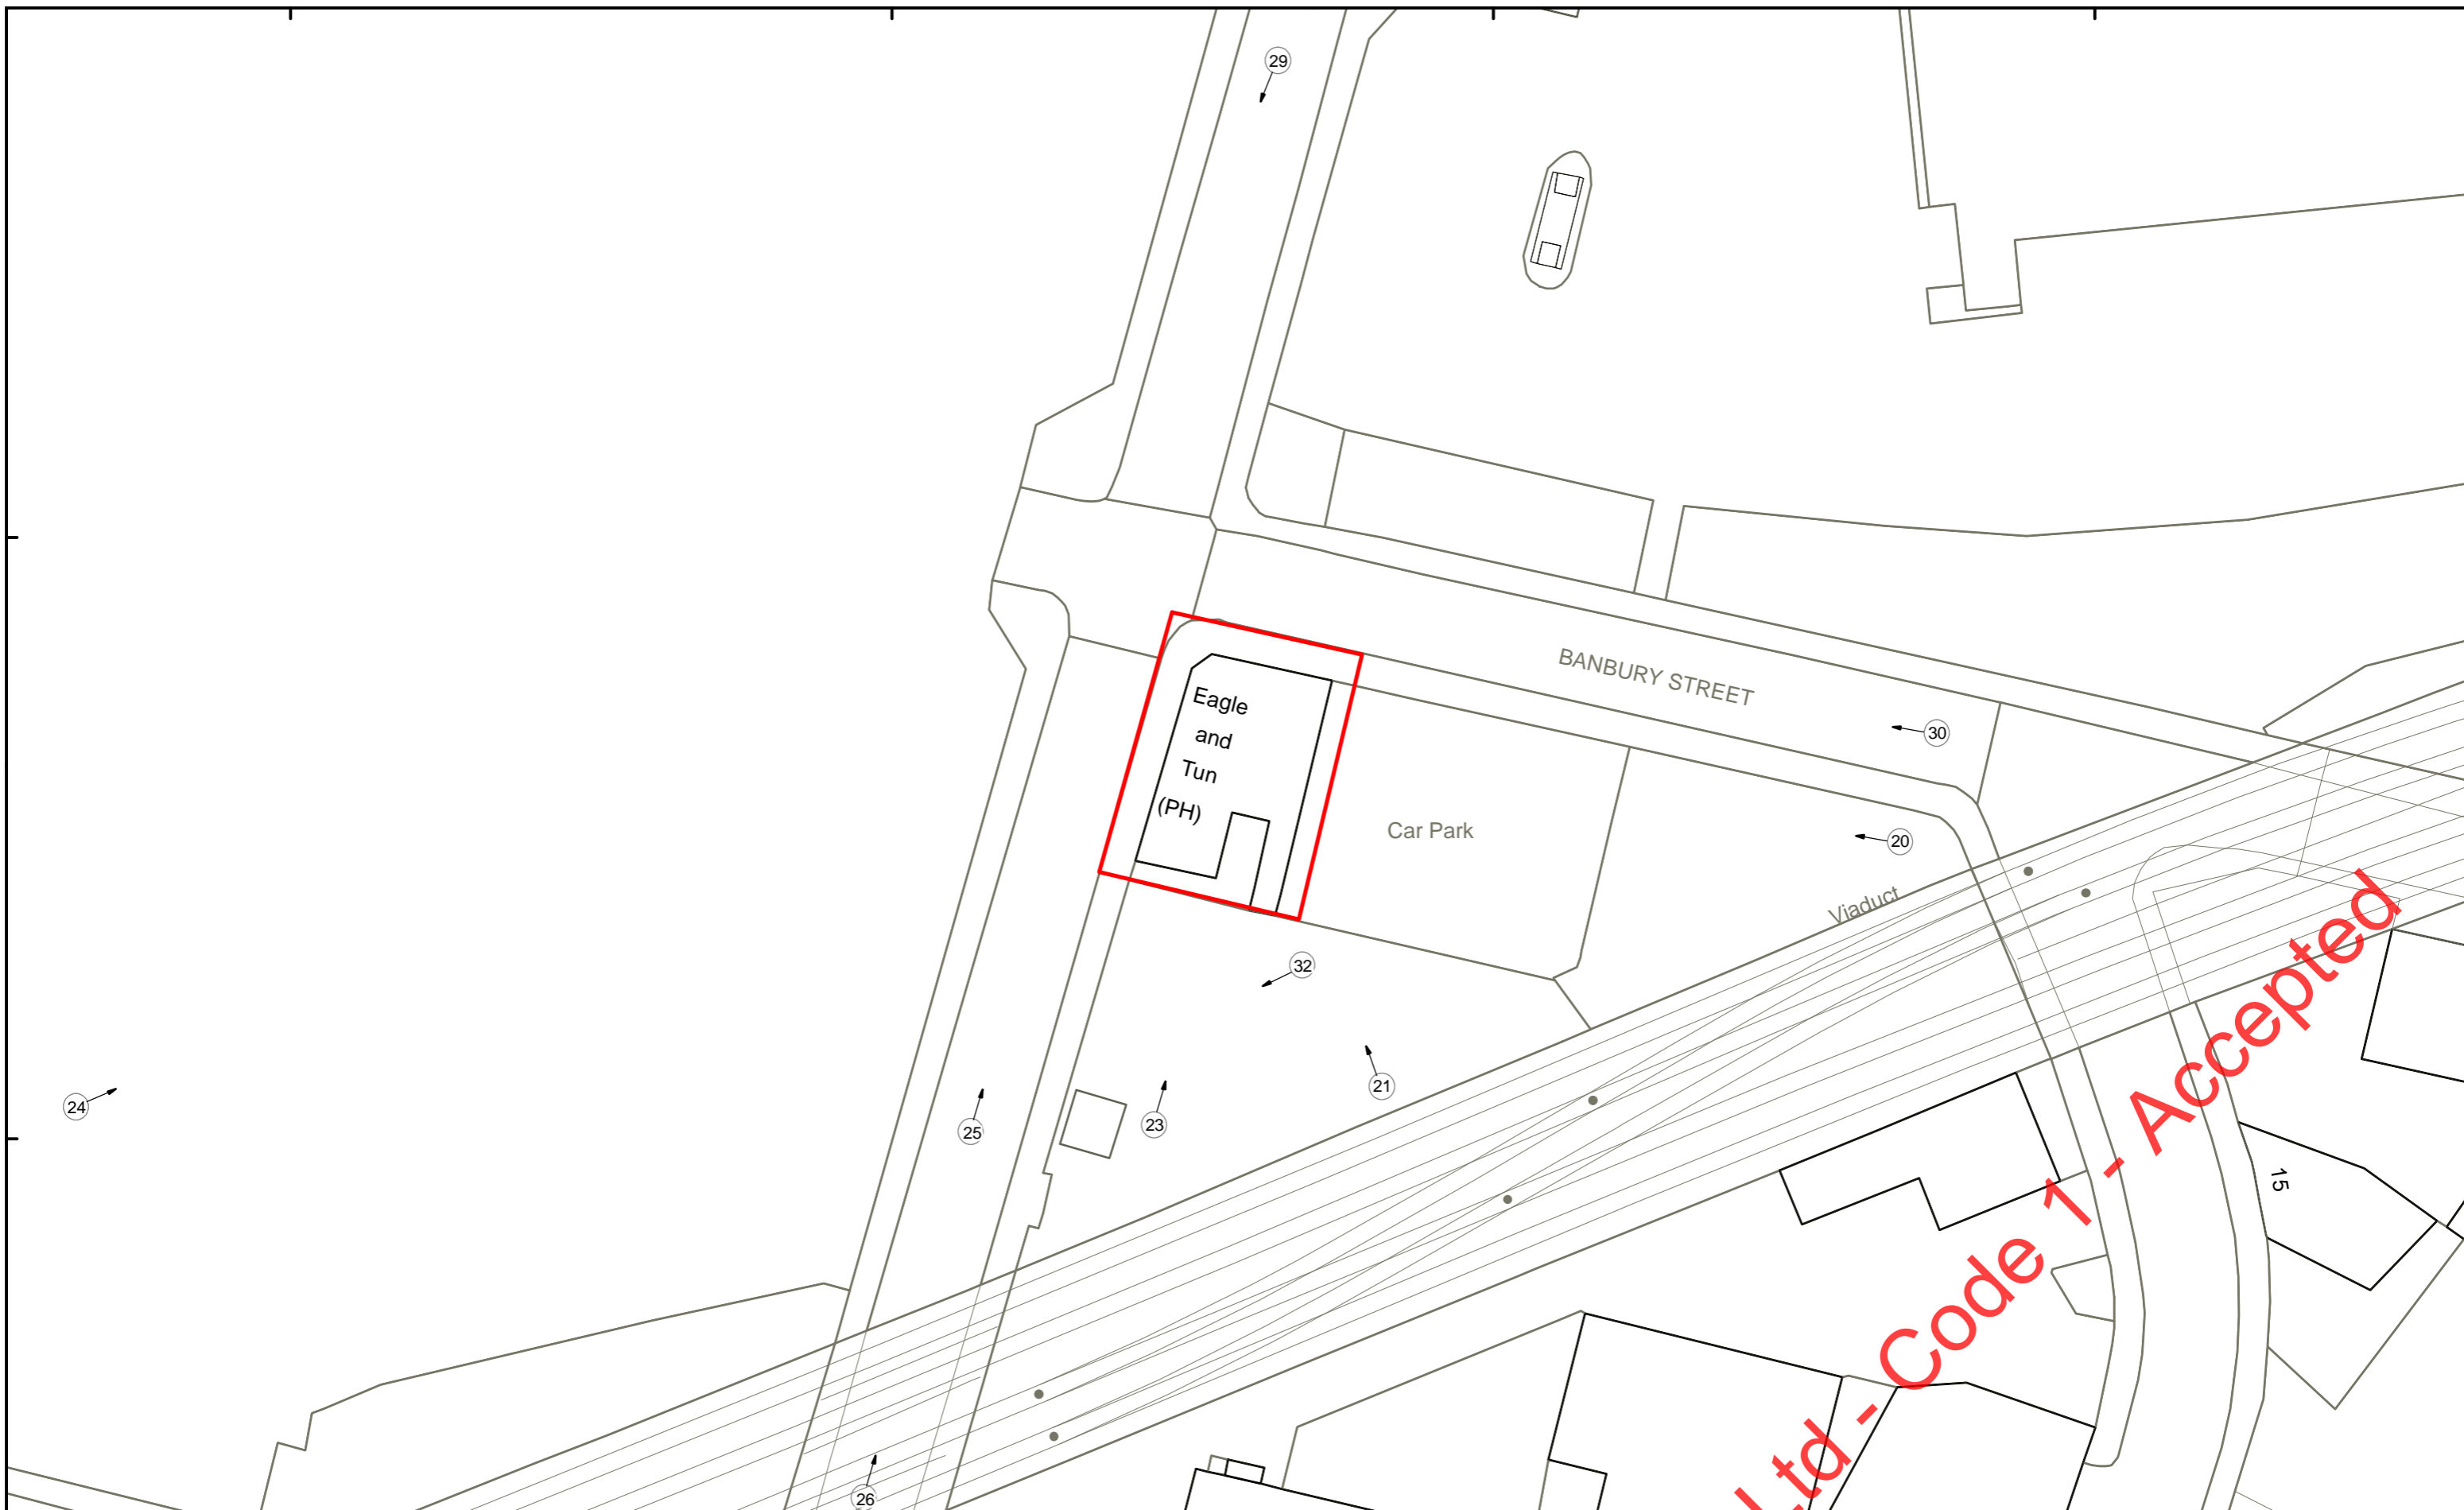 29
BANBURY STREET
Eagle
and
Tun
(PH)
30
Car Park
20
Viaduct
32
21
24
25
23
15
26
Ltd - Code 1 - Accepted